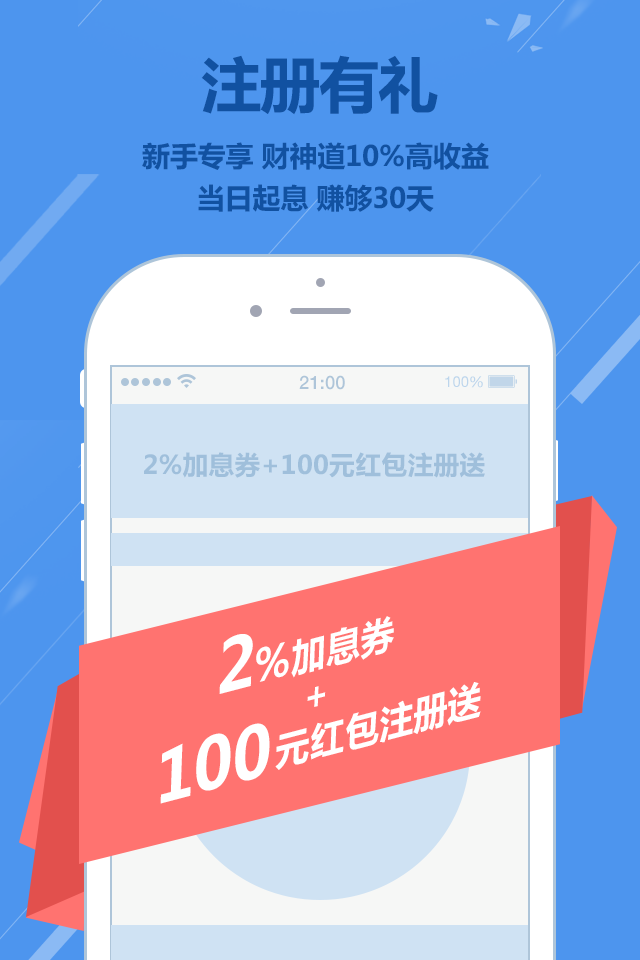 注册有礼
新手专享 财神道10%高收益
当日起息 赚够30天
21:00
100%
2%加息券+100元红包注册送
2%加息券
+
100元红包注册送